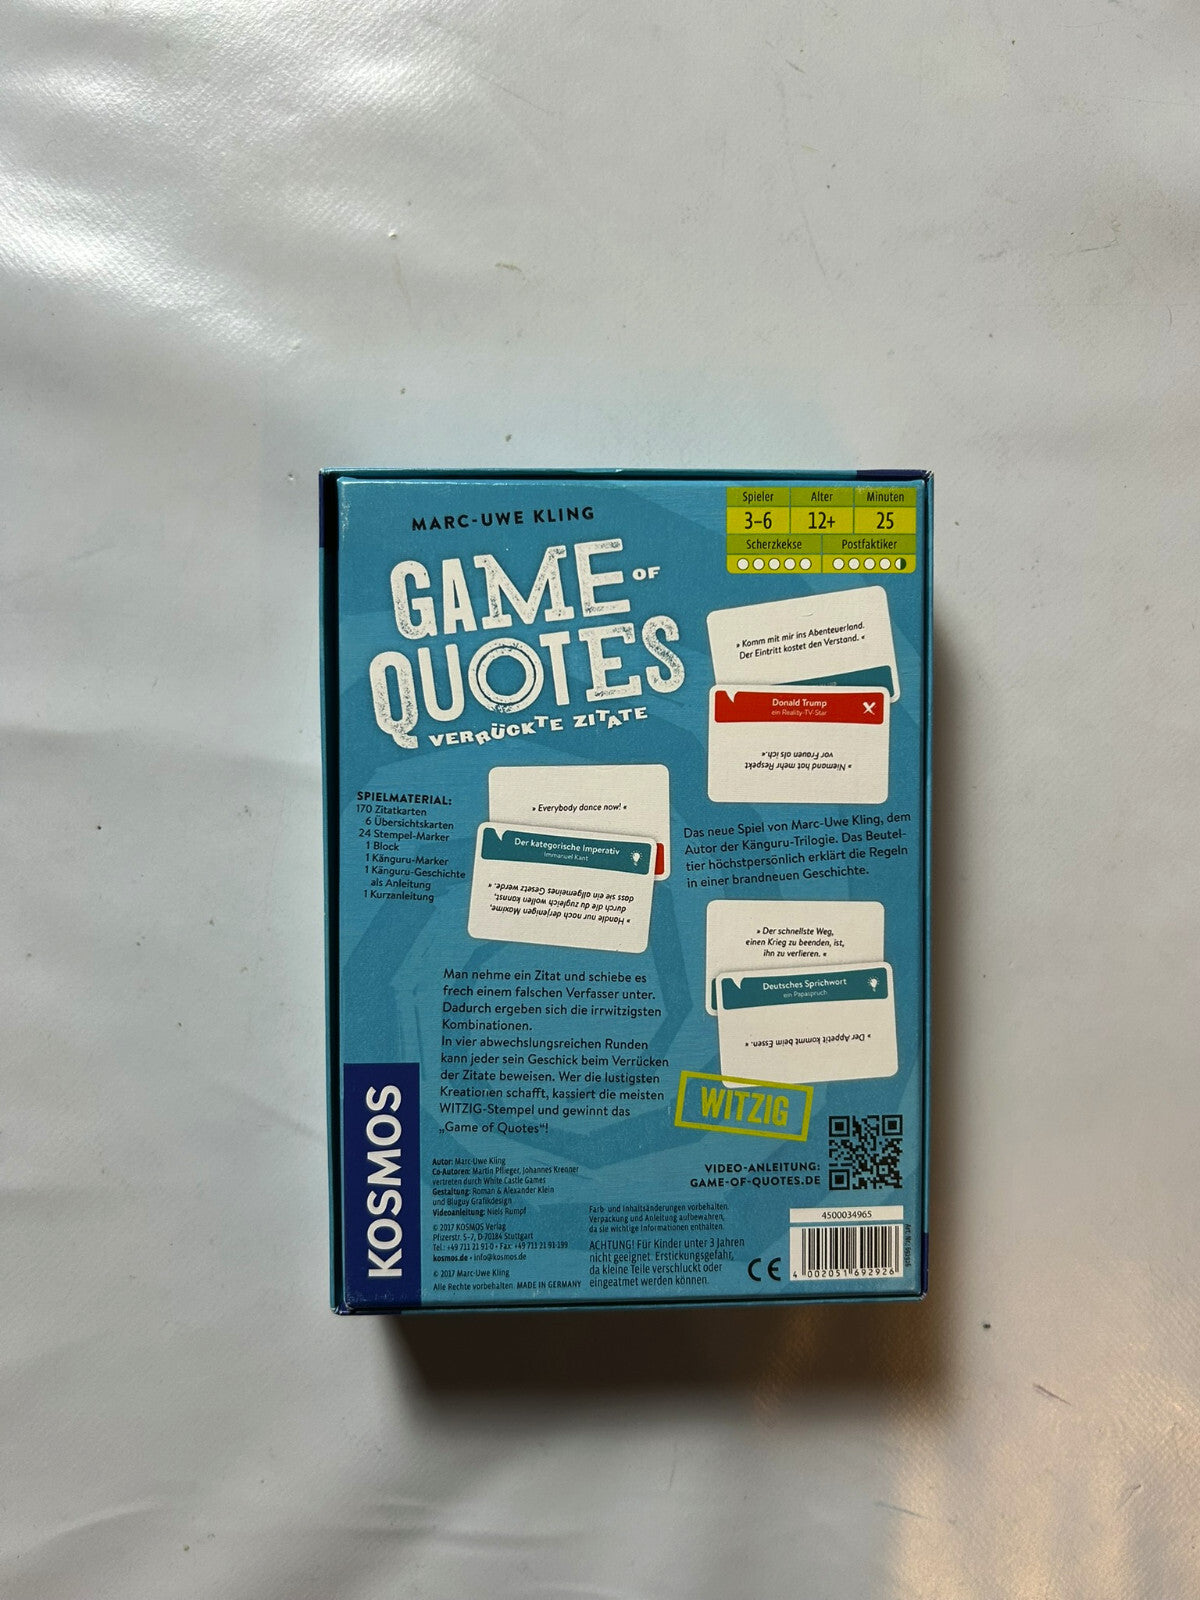 MARC-UWE KLING
GAME OF
QUOTES
VERRÜCKTE ZITATE
Spieler Alter Minuten
3–6 12+ 25
Scherzkekse Postfaktiker
» Komm mit mir ins Abenteuerland.
Der Eintritt kostet den Verstand. «
Donald Trump
ein Reality-TV-Star
» Niemand hat mehr Respekt
vor Frauen als ich.«
SPIELMATERIAL:
170 Zitatkarten
6 Übersichtskarten
24 Stempel-Marker
1 Block
1 Känguru-Marker
1 Känguru-Geschichte
als Anleitung
1 Kurzanleitung
» Everybody dance now! «
Der kategorische Imperativ
Immanuel Kant
» Handle nur noch nach derjenigen Maxime,
durch die du zugleich wollen kannst,
dass sie ein allgemeines Gesetz werde. «
Das neue Spiel von Marc-Uwe Kling, dem
Autor der Känguru-Trilogie. Das Beutel-
tier höchstpersönlich erklärt die Regeln
in einer brandneuen Geschichte.
» Der schnellste Weg,
einen Krieg zu beenden, ist,
ihn zu verlieren. «
Deutsches Sprichwort
ein Papaspruch
» Der Appetit kommt beim Essen. «
Man nehme ein Zitat und schiebe es
frech einem falschen Verfasser unter.
Dadurch ergeben sich die irrwitzigsten
Kombinationen.
In vier abwechslungsreichen Runden
kann jeder sein Geschick beim Verrücken
der Zitate beweisen. Wer die lustigsten
Kreationen schafft, kassiert die meisten
WITZIG-Stempel und gewinnt das
„Game of Quotes“!
WITZIG
VIDEO-ANLEITUNG:
GAME-OF-QUOTES.DE
KOSMOS
Autor: Marc-Uwe Kling
Co-Autoren: Martin Pflieger, Johannes Krenner
vertreten durch White Castle Games
Gestaltung: Roman & Alexander Klein
und Bluguy Grafikdesign
Videoanleitung: Niels Rumpf
© 2017 KOSMOS Verlag
Pfizerstr. 5-7, D-70184 Stuttgart
Tel.: +49 711 21 91-0 · Fax: +49 711 21 91-199
kosmos.de · info@kosmos.de
© 2017 Marc-Uwe Kling
Alle Rechte vorbehalten. MADE IN GERMANY
Farb- und Inhaltsänderungen vorbehalten.
Verpackung und Anleitung aufbewahren,
da sie wichtige Informationen enthalten.
ACHTUNG! Für Kinder unter 3 Jahren
nicht geeignet. Erstickungsgefahr,
da kleine Teile verschluckt oder
eingeatmet werden können.
CE
4500034965
4 002051 692926